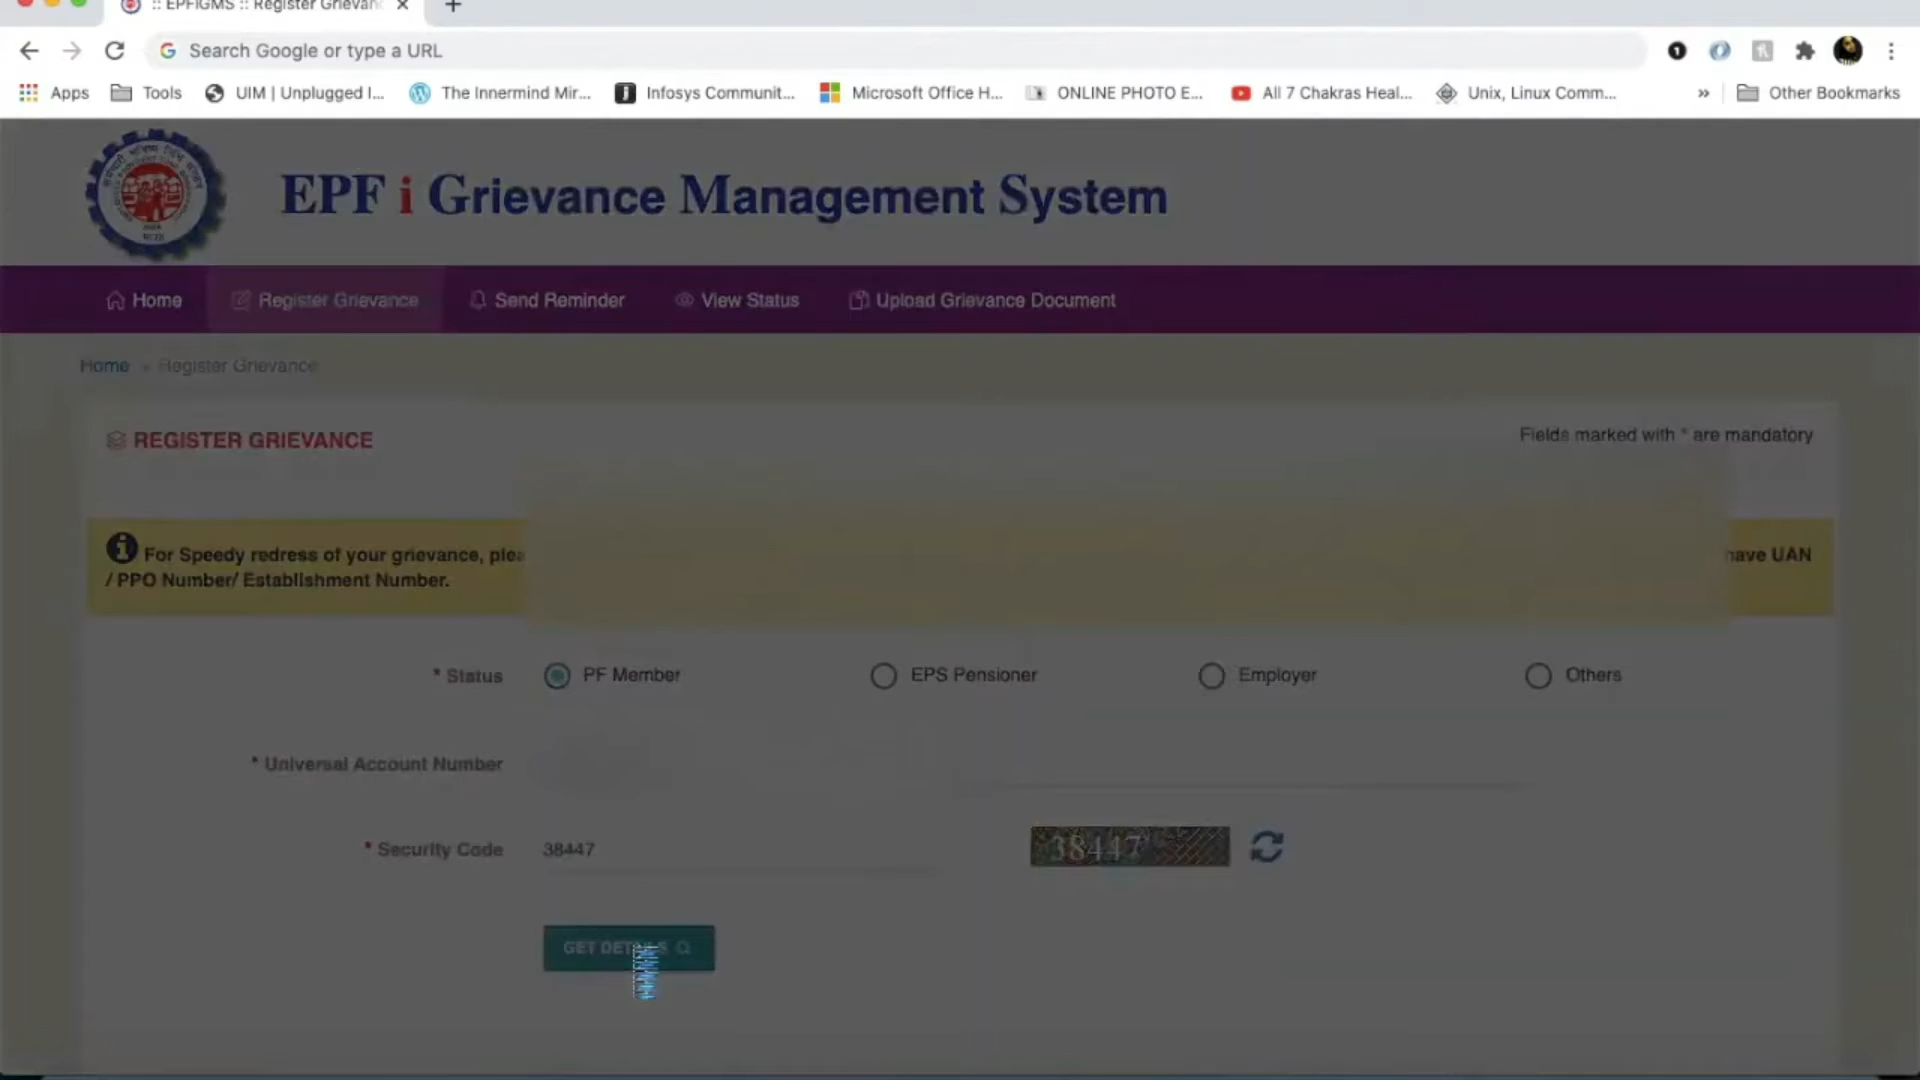 :: EPFiGMS :: Register Grievanc
Search Google or type a URL
Apps
Tools
UIM | Unplugged I...
The Innermind Mir...
Infosys Communit...
Microsoft Office H...
ONLINE PHOTO E...
All 7 Chakras Heal...
Unix, Linux Comm...
»
Other Bookmarks
EPF i Grievance Management System
Home
Register Grievance
Send Reminder
View Status
Upload Grievance Document
Home » Register Grievance
REGISTER GRIEVANCE
Fields marked with * are mandatory
For Speedy redress of your grievance, plea
have UAN
/ PPO Number/ Establishment Number.
* Status
PF Member
EPS Pensioner
Employer
Others
* Universal Account Number
* Security Code
38447
38447
GET DETAILS